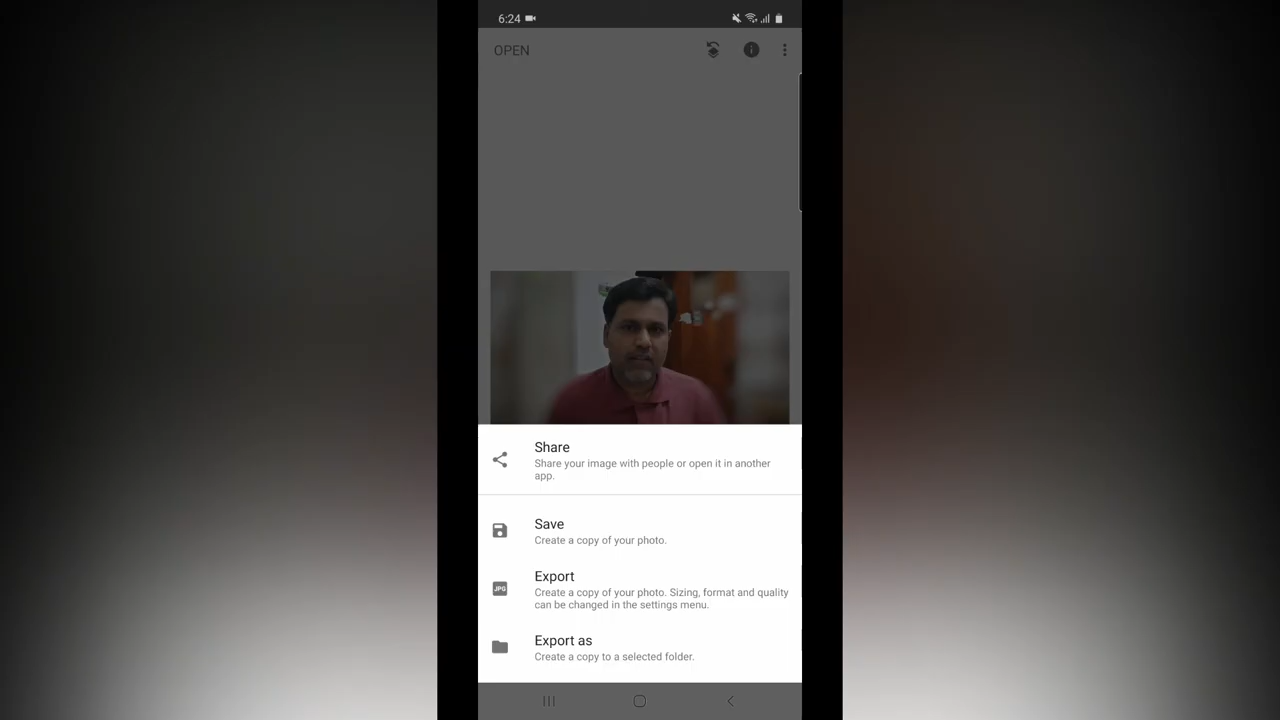 6:24
OPEN
Share
Share your image with people or open it in another
app.
Save
Create a copy of your photo.
JPG
Export
Create a copy of your photo. Sizing, format and quality
can be changed in the settings menu.
Export as
Create a copy to a selected folder.